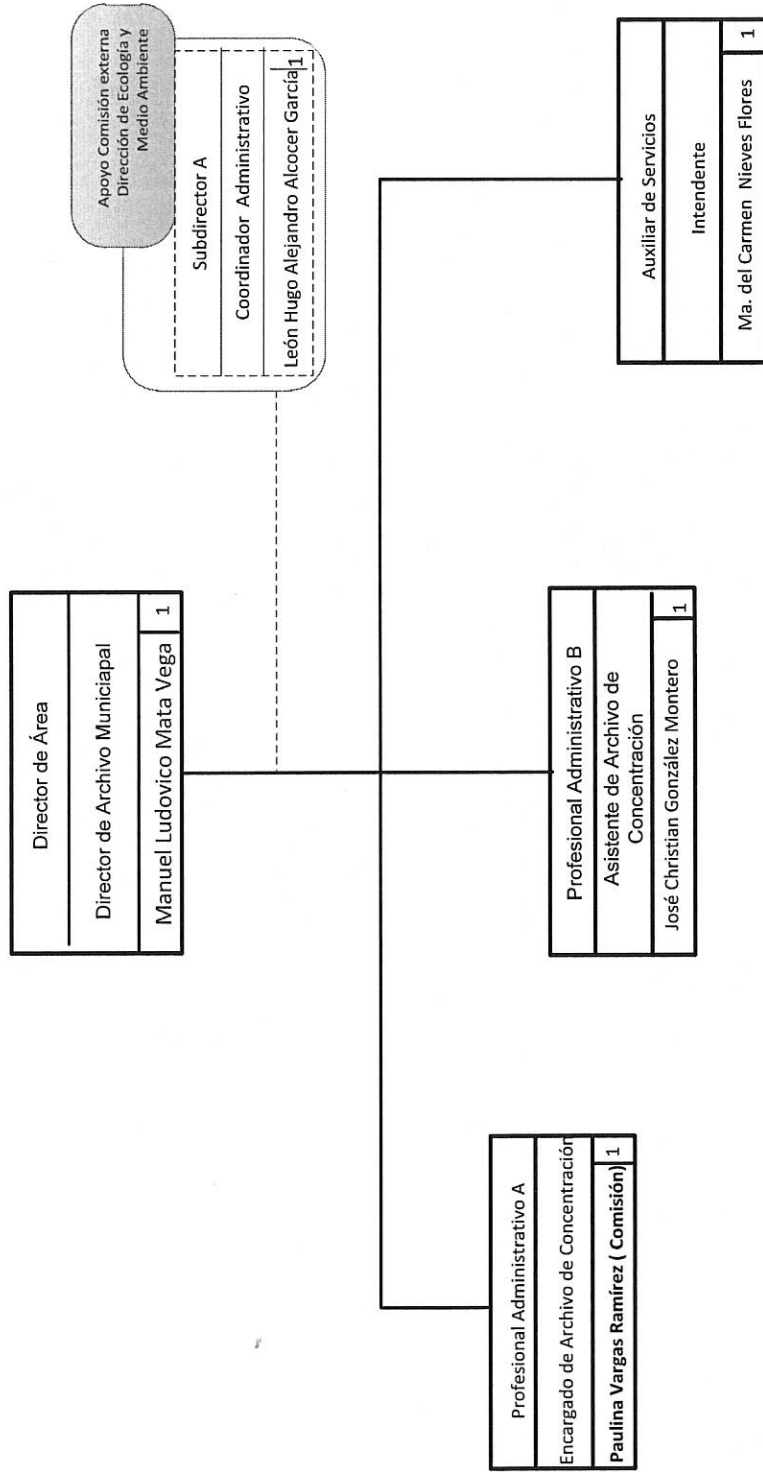 Director de Área
Director de Archivo Municiapal
Manuel Ludovico Mata Vega 1
Apoyo Comisión externa
Dirección de Ecología y
Medio Ambiente
Subdirector A
Coordinador Administrativo
León Hugo Alejandro Alcocer García 1
Profesional Administrativo A
Encargado de Archivo de Concentración
Paulina Vargas Ramírez ( Comisión) 1
Profesional Administrativo B
Asistente de Archivo de
Concentración
José Christian González Montero 1
Auxiliar de Servicios
Intendente
Ma. del Carmen Nieves Flores 1